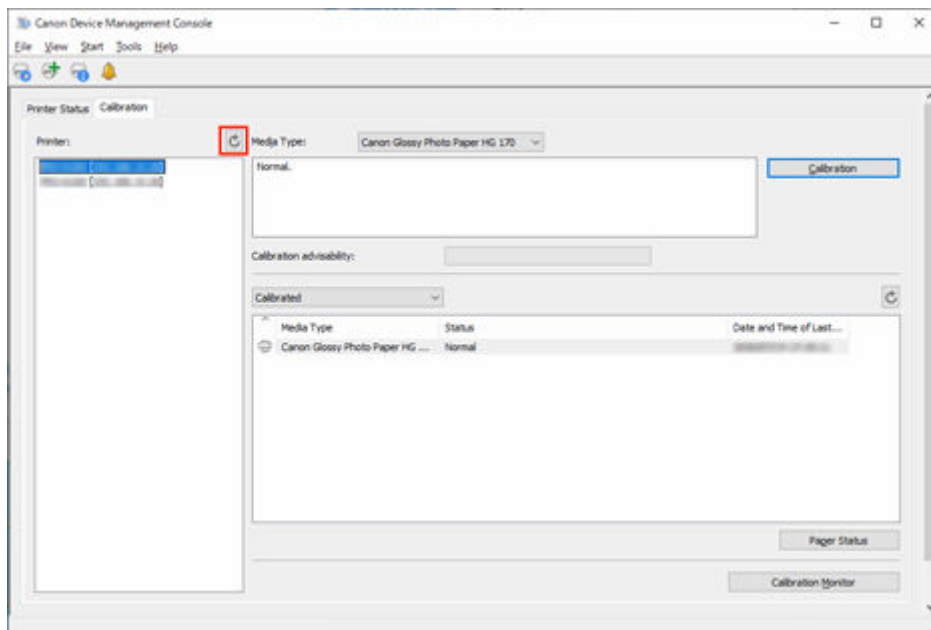 Canon Device Management Console
File View Start Tools Help
Printer Status Calibration
Printer: Media Type: Canon Glossy Photo Paper HG 170
Normal. Calibration
Calibration advisability:
Calibrated
Media Type Status Date and Time of Last...
Canon Glossy Photo Paper HG ... Normal
Pager Status
Calibration Monitor